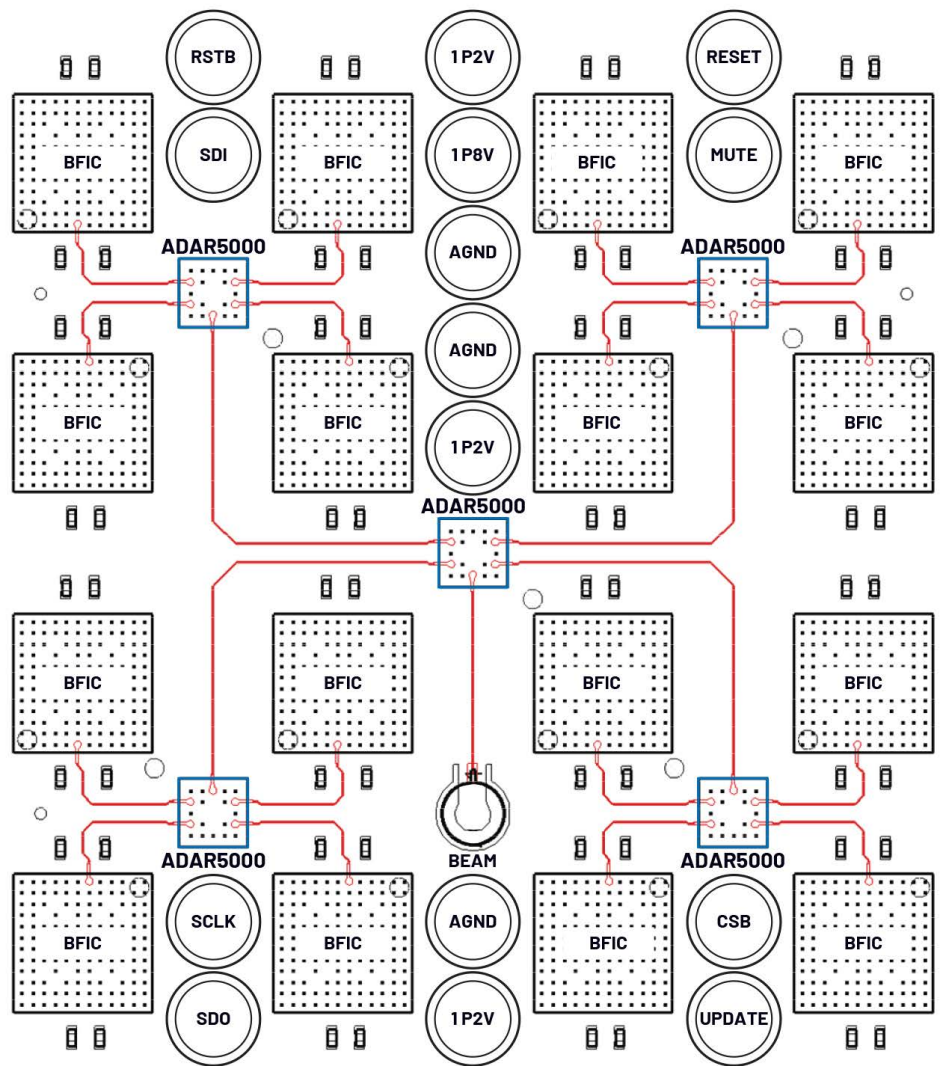 RSTB
1P2V
RESET
SDI
1P8V
MUTE
BFIC
BFIC
BFIC
BFIC
ADAR5000
AGND
ADAR5000
AGND
BFIC
BFIC
1P2V
BFIC
BFIC
ADAR5000
BFIC
BFIC
BFIC
BFIC
ADAR5000
BEAM
ADAR5000
SCLK
AGND
CSB
BFIC
BFIC
BFIC
BFIC
SDO
1P2V
UPDATE